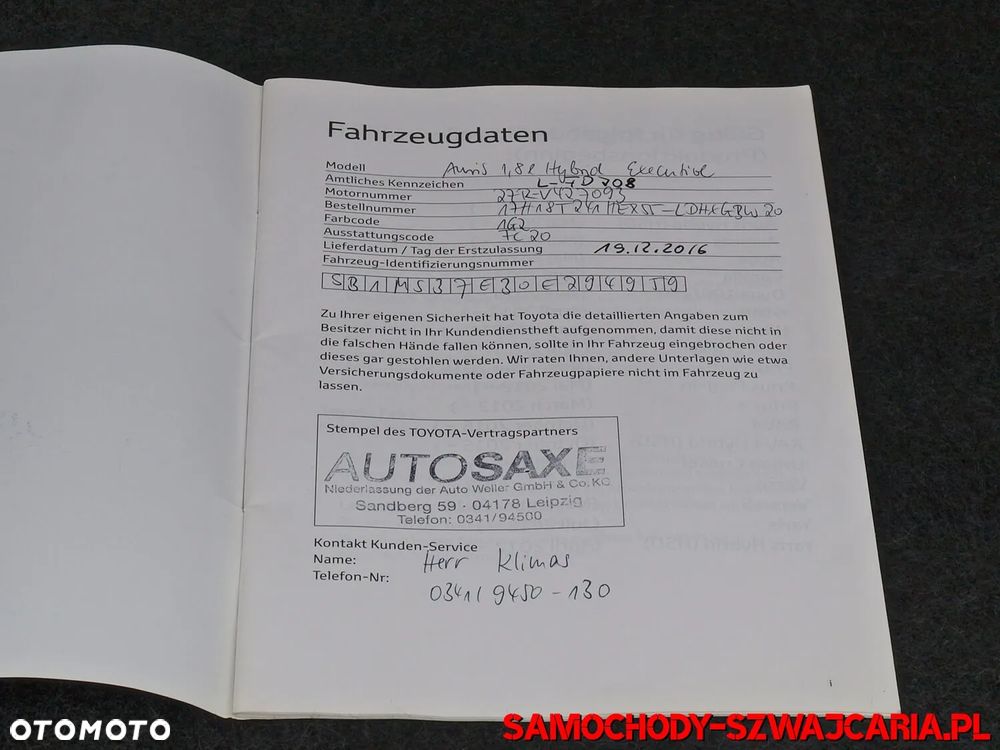 Fahrzeugdaten
Modell Auris 1,8l Hybrid Executive
Amtliches Kennzeichen
Motornummer 2ZR-V427093
Bestellnummer
Farbcode 1G2
Ausstattungscode 7C20
Lieferdatum / Tag der Erstzulassung 19.12.2016
Fahrzeug-Identifizierungsnummer
SB1MS37E30E2949
Zu Ihrer eigenen Sicherheit hat Toyota die detaillierten Angaben zum
Besitzer nicht in Ihr Kundendienstheft aufgenommen, damit diese nicht in
die falschen Hände fallen können, sollte in Ihr Fahrzeug eingebrochen oder
dieses gar gestohlen werden. Wir raten Ihnen, andere Unterlagen wie etwa
Versicherungsdokumente oder Fahrzeugpapiere nicht im Fahrzeug zu
lassen.
Stempel des TOYOTA-Vertragspartners
AUTOSAXE
Niederlassung der Auto Weller GmbH & Co. KG
Sandberg 59 · 04178 Leipzig
Telefon: 0341/94500
Kontakt Kunden-Service
Name: Herr Klimas
Telefon-Nr: 0341/9450-130
i
OTOMOTO
SAMOCHODY-SZWAJCARIA.PL